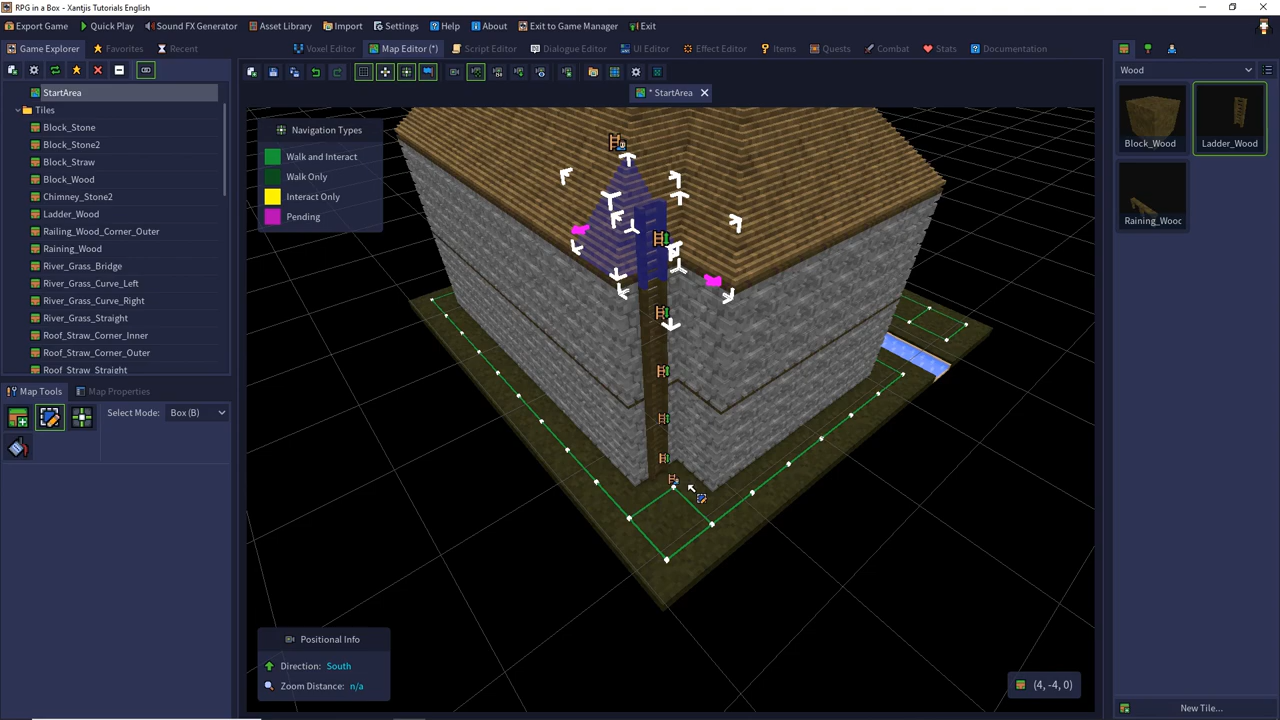 RPG in a Box - Xantjis Tutorials English
Export Game Quick Play Sound FX Generator Asset Library Import Settings Help About Exit to Game Manager Exit
Game Explorer Favorites Recent Voxel Editor Map Editor (*) Script Editor Dialogue Editor UI Editor Effect Editor Items Quests Combat Stats Documentation
Wood
StartArea
* StartArea
Tiles
Block_Stone
Block_Stone2
Block_Straw
Block_Wood
Chimney_Stone2
Ladder_Wood
Railing_Wood_Corner_Outer
Raining_Wood
River_Grass_Bridge
River_Grass_Curve_Left
River_Grass_Curve_Right
River_Grass_Straight
Roof_Straw_Corner_Inner
Roof_Straw_Corner_Outer
Roof_Straw_Straight
Map Tools Map Properties
Select Mode: Box (B)
Navigation Types
Walk and Interact
Walk Only
Interact Only
Pending
Positional Info
Direction: South
Zoom Distance: n/a
(4, -4, 0)
Block_Wood Ladder_Wood
Raining_Wood
New Tile...